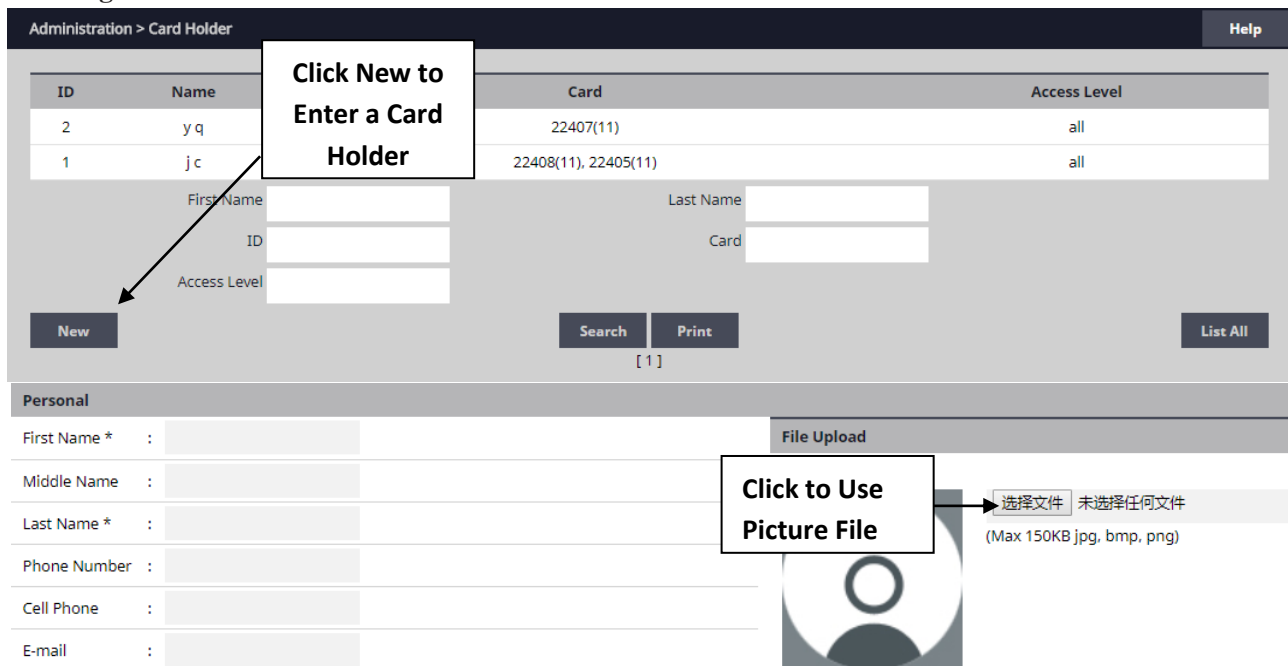 Administration > Card Holder Help
Click New to
Enter a Card
Holder
ID Name Card Access Level
2 y q 22407(11) all
1 j c 22408(11), 22405(11) all
First Name Last Name
ID Card
Access Level
New Search Print List All
[ 1 ]
Personal
First Name * :
File Upload
Middle Name :
Click to Use
Picture File
选择文件 未选择任何文件
(Max 150KB jpg, bmp, png)
Last Name * :
Phone Number :
Cell Phone :
E-mail :